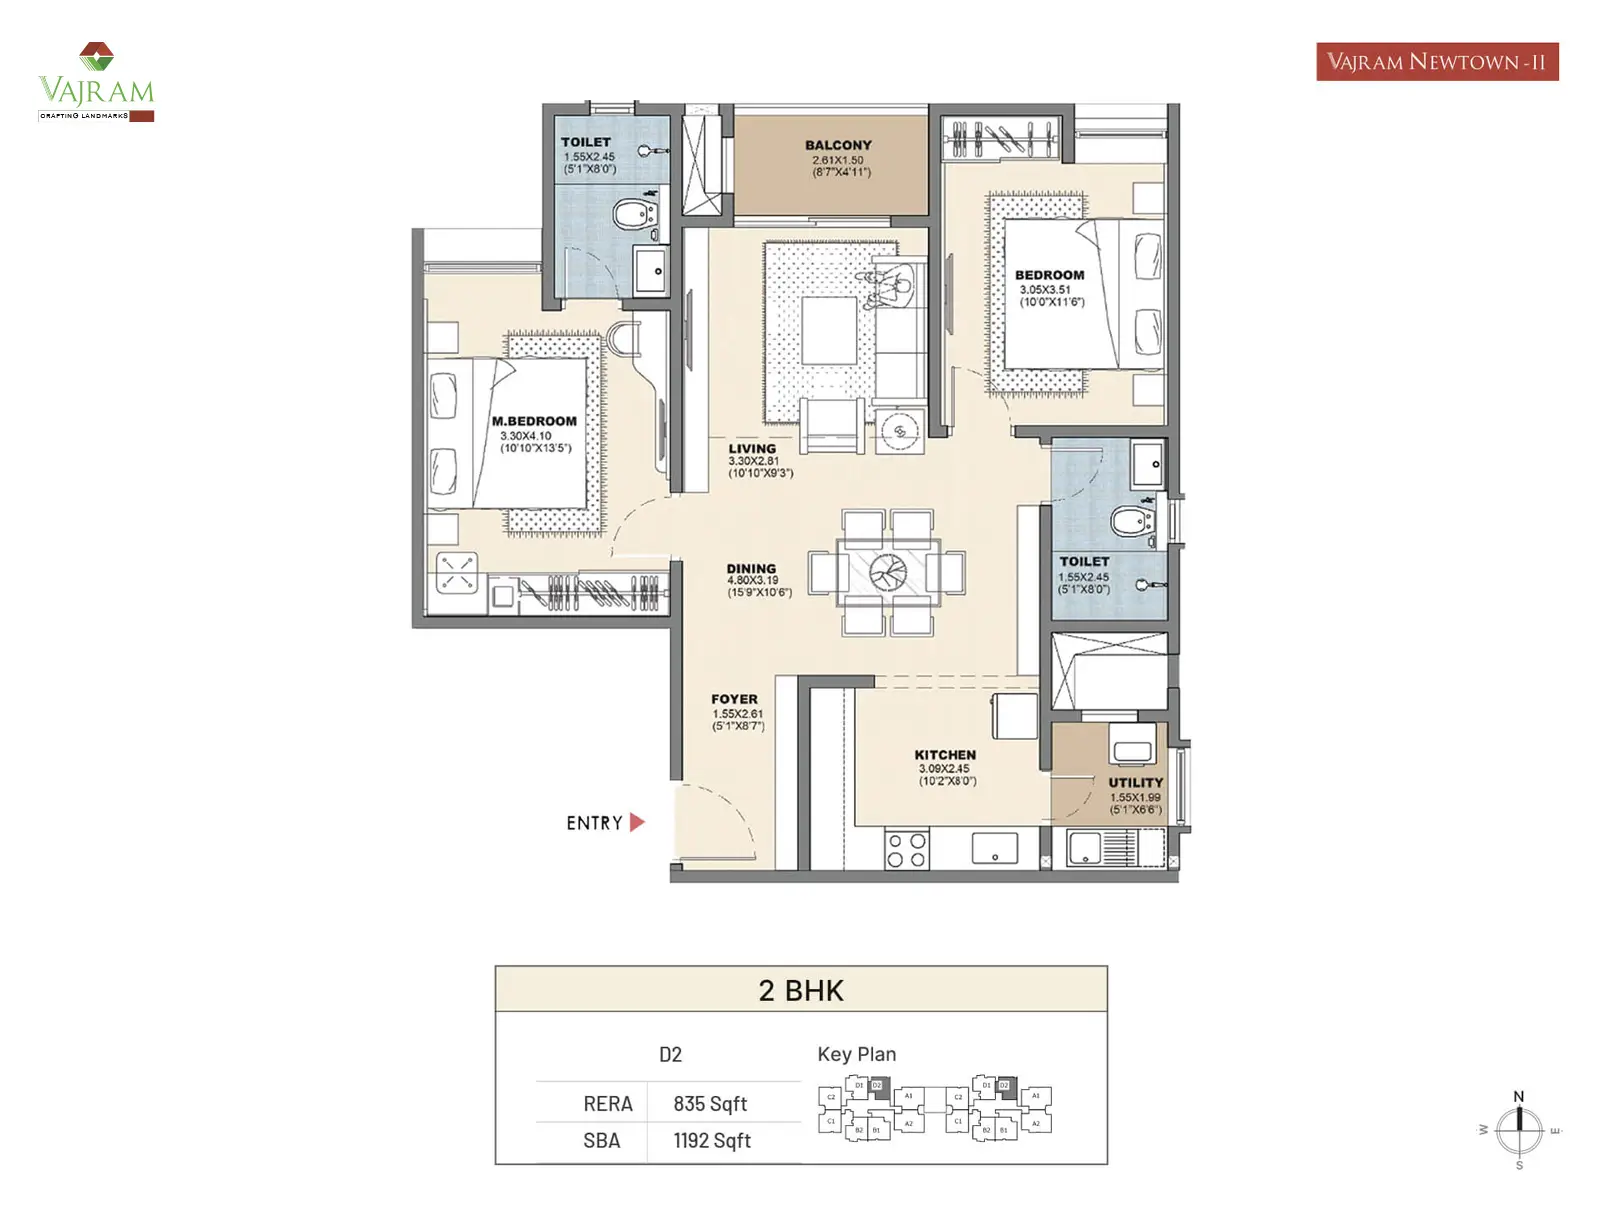 VAJRAM
CRAFTING LANDMARKS
VAJRAM NEWTOWN -II
TOILET
1.55X2.45
(5'1"X8'0")
BALCONY
2.61X1.50
(8'7"X4'11")
BEDROOM
3.05X3.51
(10'0"X11'6")
M.BEDROOM
3.30X4.10
(10'10"X13'5")
LIVING
3.30X2.81
(10'10"X9'3")
DINING
4.80X3.19
(15'9"X10'6")
TOILET
1.55X2.45
(5'1"X8'0")
FOYER
1.55X2.61
(5'1"X8'7")
KITCHEN
3.09X2.45
(10'2"X8'0")
UTILITY
1.55X1.99
(5'1"X6'6")
ENTRY
2 BHK
D2
RERA 835 Sqft
SBA 1192 Sqft
Key Plan
D1 D2 D1 D2
C2 A1 C2 A1
C1 B2 B1 A2 C1 B2 B1 A2
N
W E
S